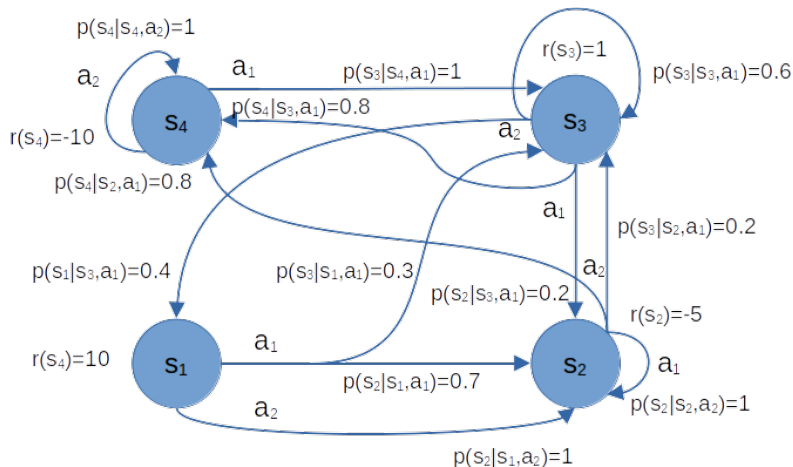 p(s₄|s₄,a₂)=1
r(s₃)=1
a₂
a₁
p(s₃|s₄,a₁)=1
p(s₃|s₃,a₁)=0.6
p(s₄|s₃,a₁)=0.8
s₄
a₂
s₃
r(s₄)=-10
p(s₄|s₂,a₁)=0.8
a₁
p(s₃|s₂,a₁)=0.2
p(s₁|s₃,a₁)=0.4
p(s₃|s₁,a₁)=0.3
a₂
p(s₂|s₃,a₁)=0.2
r(s₂)=-5
a₁
r(s₄)=10
s₁
s₂
a₁
p(s₂|s₁,a₁)=0.7
p(s₂|s₂,a₂)=1
a₂
p(s₂|s₁,a₂)=1